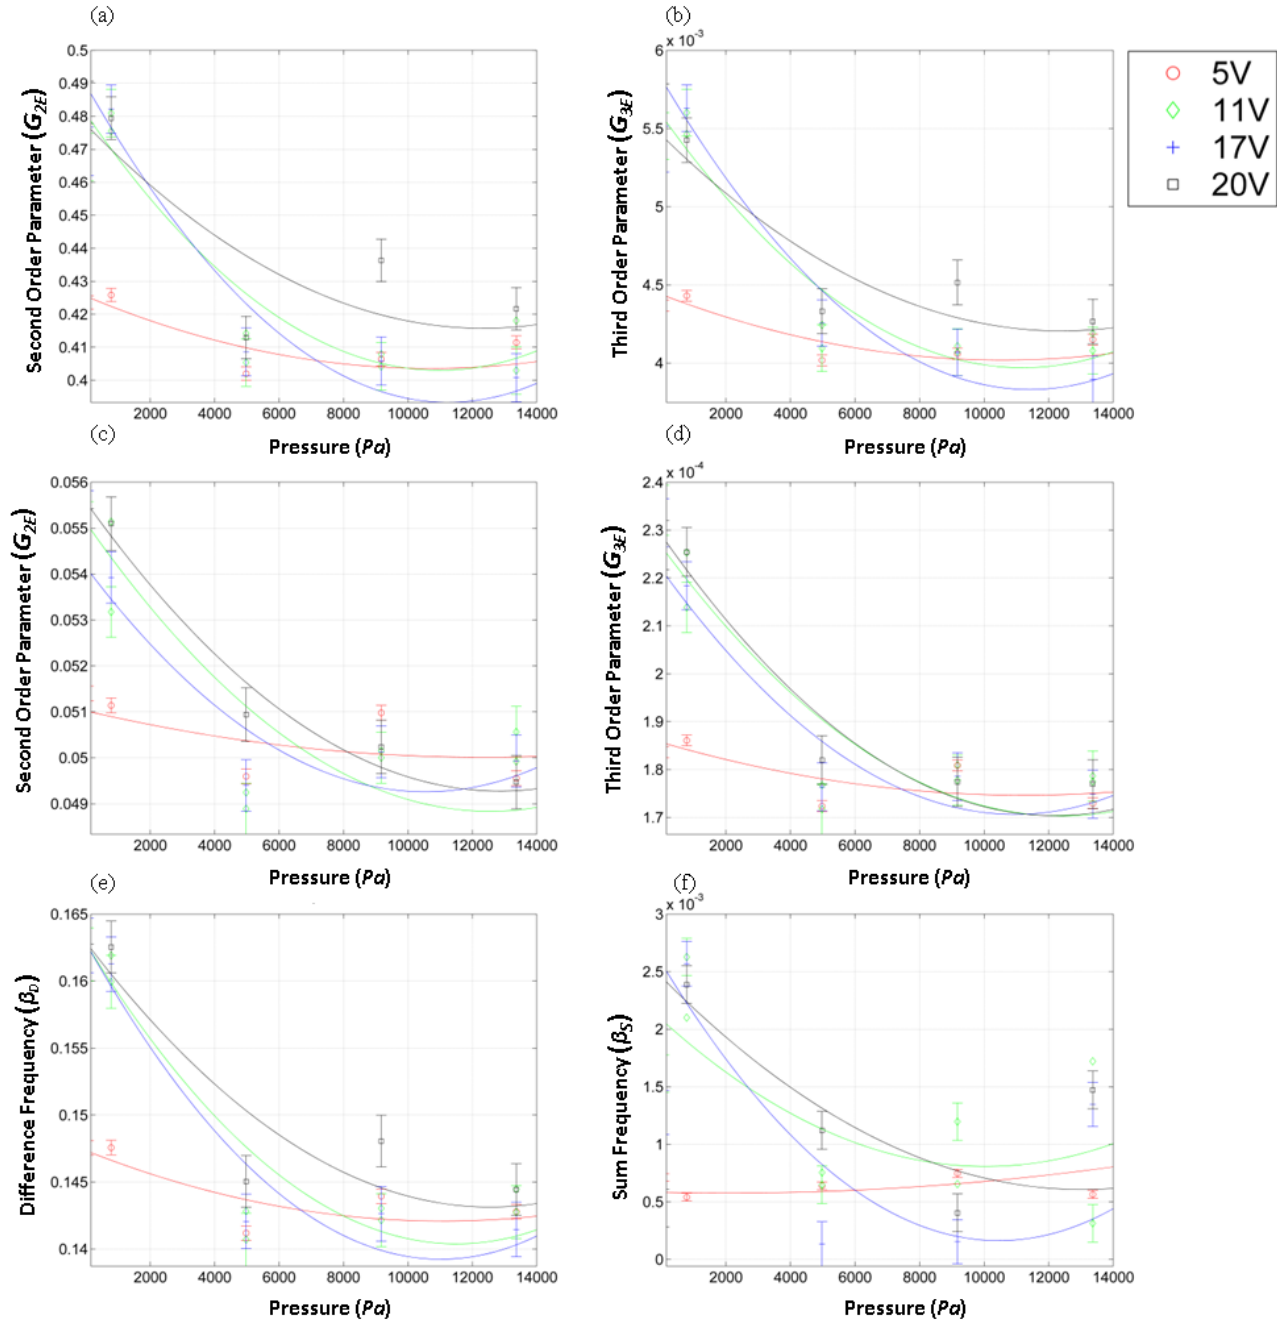 (a)
(b)
0.5
0.49
0.48
0.47
0.46
0.45
0.44
0.43
0.42
0.41
0.4
Second Order Parameter (G2E)
2000 4000 6000 8000 10000 12000 14000
Pressure (Pa)
x 10-3
6
5.5
5
4.5
4
Third Order Parameter (G3E)
2000 4000 6000 8000 10000 12000 14000
Pressure (Pa)
5V
11V
17V
20V
(c)
(d)
0.056
0.055
0.054
0.053
0.052
0.051
0.05
0.049
Second Order Parameter (G2E)
2000 4000 6000 8000 10000 12000 14000
Pressure (Pa)
x 10-4
2.4
2.3
2.2
2.1
2
1.9
1.8
1.7
Third Order Parameter (G3E)
2000 4000 6000 8000 10000 12000 14000
Pressure (Pa)
(e)
(f)
0.165
0.16
0.155
0.15
0.145
0.14
Difference Frequency (βD)
2000 4000 6000 8000 10000 12000 14000
Pressure (Pa)
x 10-3
3
2.5
2
1.5
1
0.5
0
Sum Frequency (βS)
2000 4000 6000 8000 10000 12000 14000
Pressure (Pa)